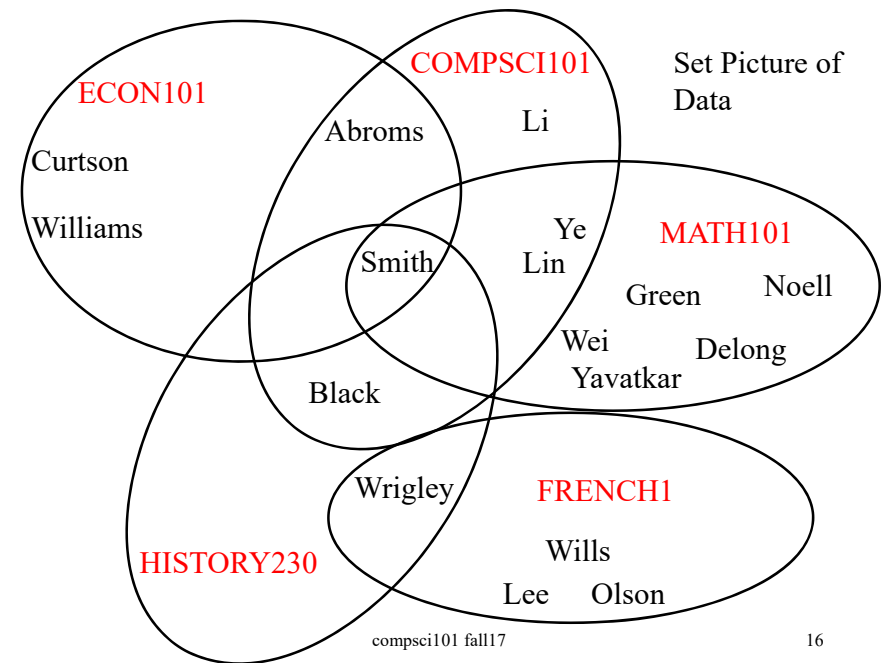 Set Picture of
Data
COMPSCI101
ECON101
Abroms
Li
Curtson
Williams
Ye
Lin
Smith
MATH101
Green
Noell
Wei
Delong
Yavatkar
Black
Wrigley
FRENCH1
HISTORY230
Wills
Lee
Olson
compsci101 fall17
16